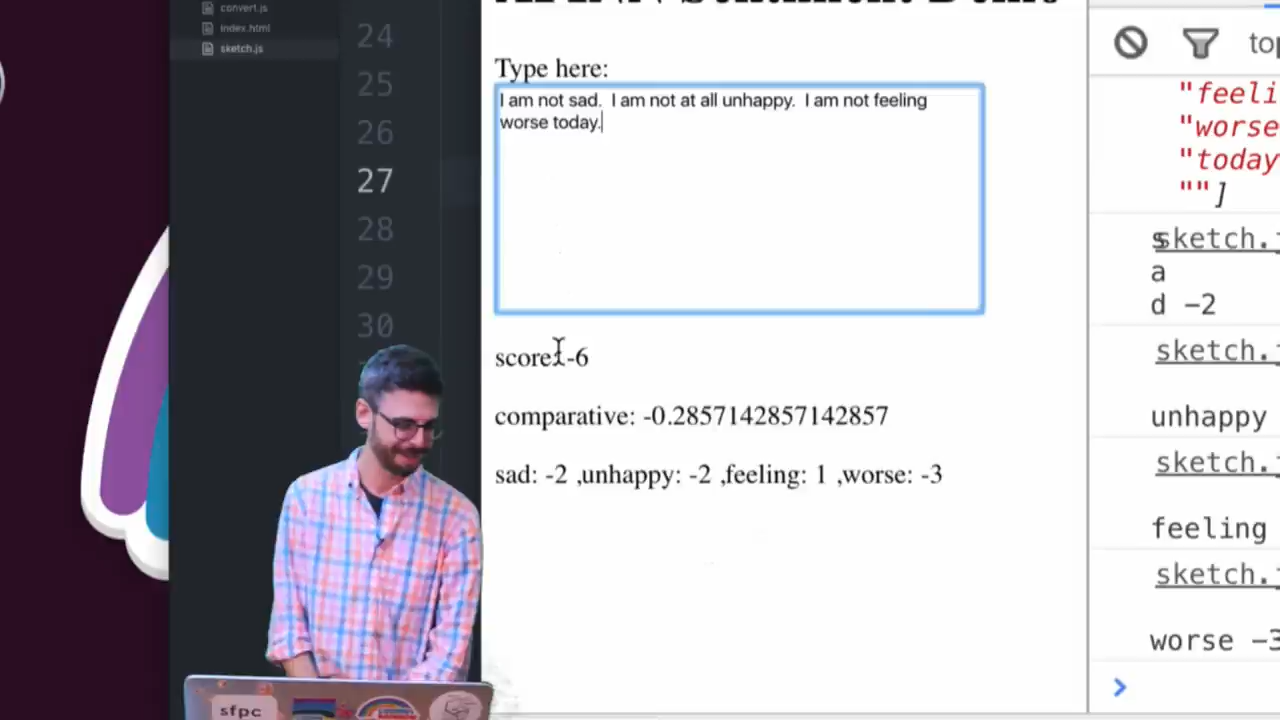 convert.js
index.html
sketch.js
24
25
26
27
28
29
30
Type here:
I am not sad.  I am not at all unhappy.  I am not feeling
worse today.
score: -6
comparative: -0.2857142857142857
sad: -2 ,unhappy: -2 ,feeling: 1 ,worse: -3
"feeli
"worse
"today
""]
sketch.j
s
a
d -2
sketch.j
unhappy
sketch.j
feeling
sketch.j
worse -3
sfpc